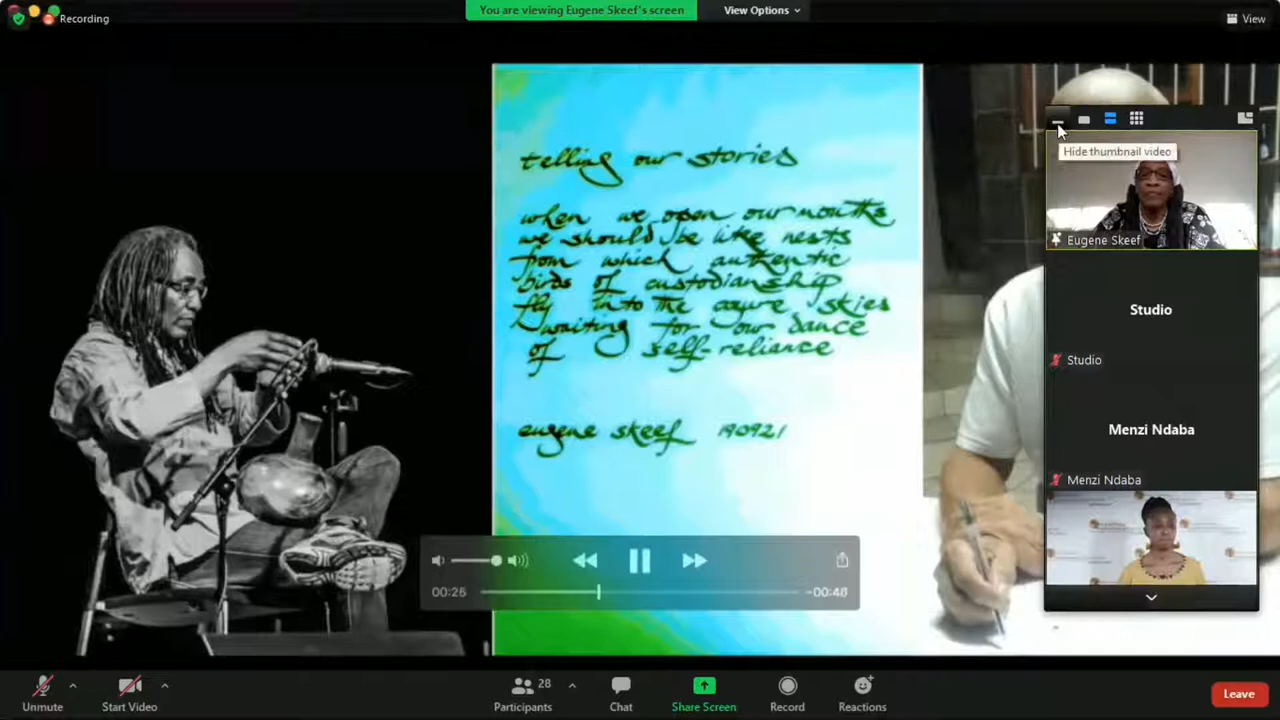 You are viewing Eugene Skeef's screen
View Options
Recording
View
telling our stories
when we open our mouths
we should be like nests
from which authentic
birds of custodianship
fly into the azure skies
waiting for our dance
of self-reliance
eugene skeef 190921
Hide thumbnail video
Eugene Skeef
Studio
Studio
Menzi Ndaba
Menzi Ndaba
00:25
-00:48
Unmute
Start Video
28
Participants
Chat
Share Screen
Record
Reactions
Leave